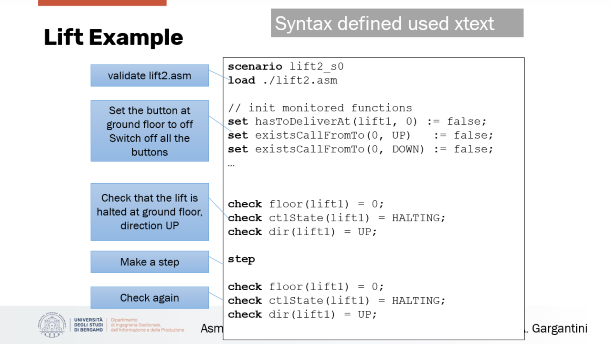 Syntax defined used xtext
Lift Example
validate lift2.asm
Set the button at
ground floor to off
Switch off all the
buttons
Check that the lift is
halted at ground floor,
direction UP
Make a step
Check again
scenario lift2_s0
load ./lift2.asm
// init monitored functions
set hasToDeliverAt(lift1, 0) := false;
set existsCallFromTo(0, UP)   := false;
set existsCallFromTo(0, DOWN) := false;
…
check floor(lift1) = 0;
check ctlState(lift1) = HALTING;
check dir(lift1) = UP;
step
check floor(lift1) = 0;
check ctlState(lift1) = HALTING;
check dir(lift1) = UP;
UNIVERSITÀ
DEGLI STUDI
DI BERGAMO
Dipartimento
di Ingegneria Gestionale,
dell'Informazione e della Produzione
Asm
. Gargantini